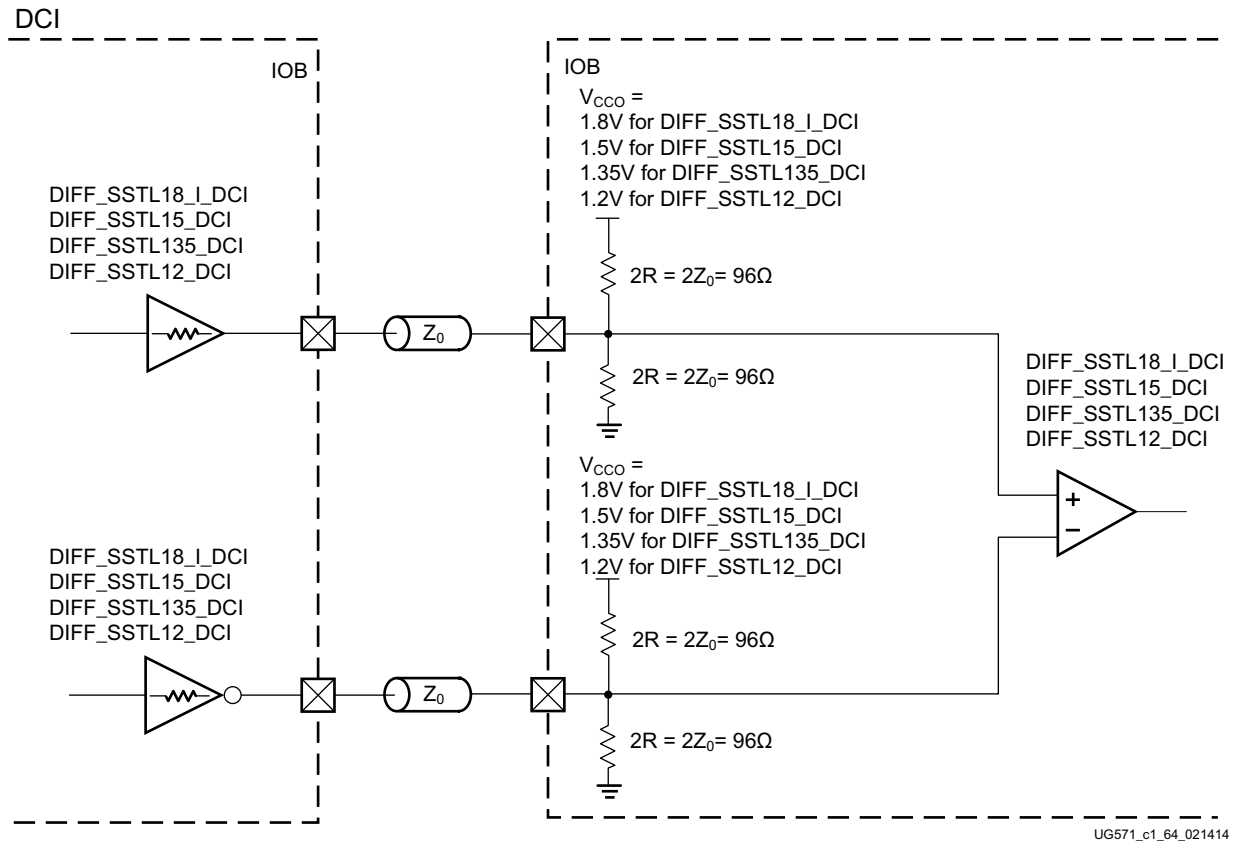 DCI
IOB
DIFF_SSTL18_I_DCI
DIFF_SSTL15_DCI
DIFF_SSTL135_DCI
DIFF_SSTL12_DCI
Z₀
IOB
V_CCO =
1.8V for DIFF_SSTL18_I_DCI
1.5V for DIFF_SSTL15_DCI
1.35V for DIFF_SSTL135_DCI
1.2V for DIFF_SSTL12_DCI
2R = 2Z₀= 96Ω
2R = 2Z₀= 96Ω
DIFF_SSTL18_I_DCI
DIFF_SSTL15_DCI
DIFF_SSTL135_DCI
DIFF_SSTL12_DCI
+
−
DIFF_SSTL18_I_DCI
DIFF_SSTL15_DCI
DIFF_SSTL135_DCI
DIFF_SSTL12_DCI
Z₀
V_CCO =
1.8V for DIFF_SSTL18_I_DCI
1.5V for DIFF_SSTL15_DCI
1.35V for DIFF_SSTL135_DCI
1.2V for DIFF_SSTL12_DCI
2R = 2Z₀= 96Ω
2R = 2Z₀= 96Ω
UG571_c1_64_021414